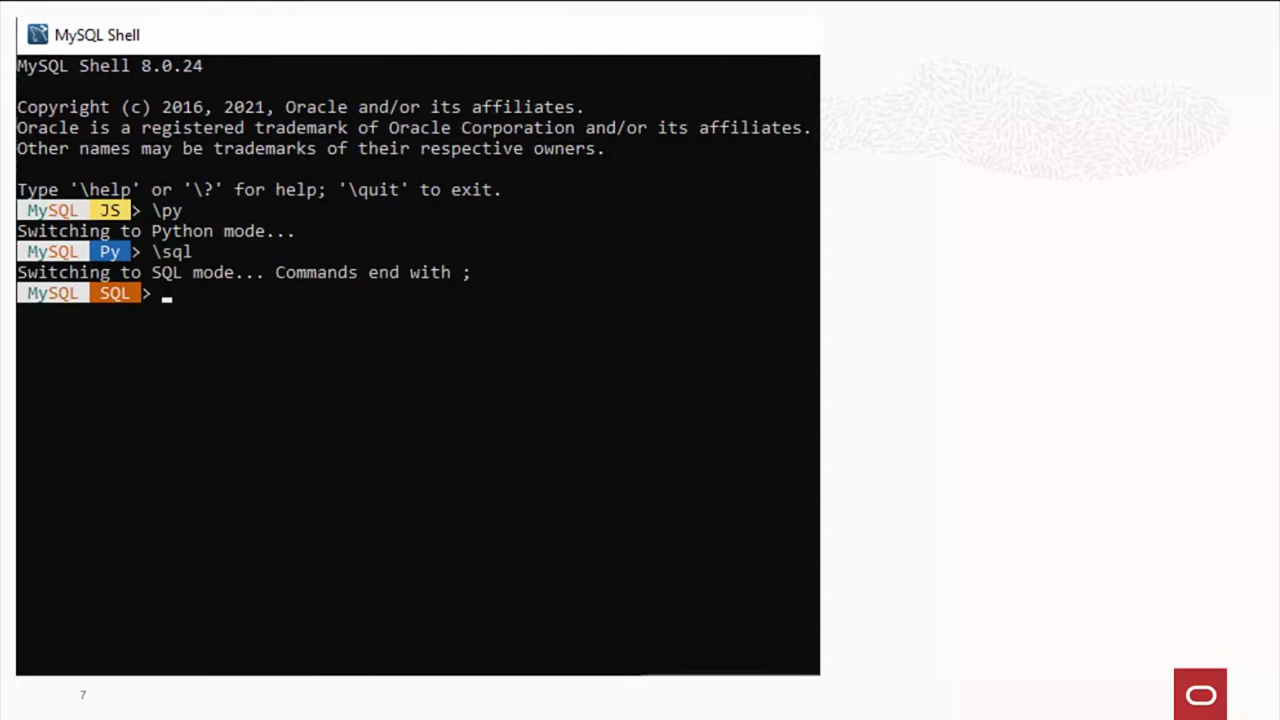 MySQL Shell
MySQL Shell 8.0.24
Copyright (c) 2016, 2021, Oracle and/or its affiliates.
Oracle is a registered trademark of Oracle Corporation and/or its affiliates.
Other names may be trademarks of their respective owners.
Type '\help' or '\?' for help; '\quit' to exit.
MySQL JS > \py
Switching to Python mode...
MySQL Py > \sql
Switching to SQL mode... Commands end with ;
MySQL SQL > _
7